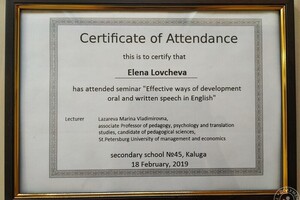 Certificate of Attendance
this is to certify that
Elena Lovcheva
has attended seminar "Effective ways of development
oral and written speech in English"
Lecturer Lazareva Marina Vladimirovna,
associate Professor of pedagogy, psychology and translation
studies, candidate of pedagogical sciences,
St.Petersburg University of management and economics
secondary school №45, Kaluga
18 February, 2019